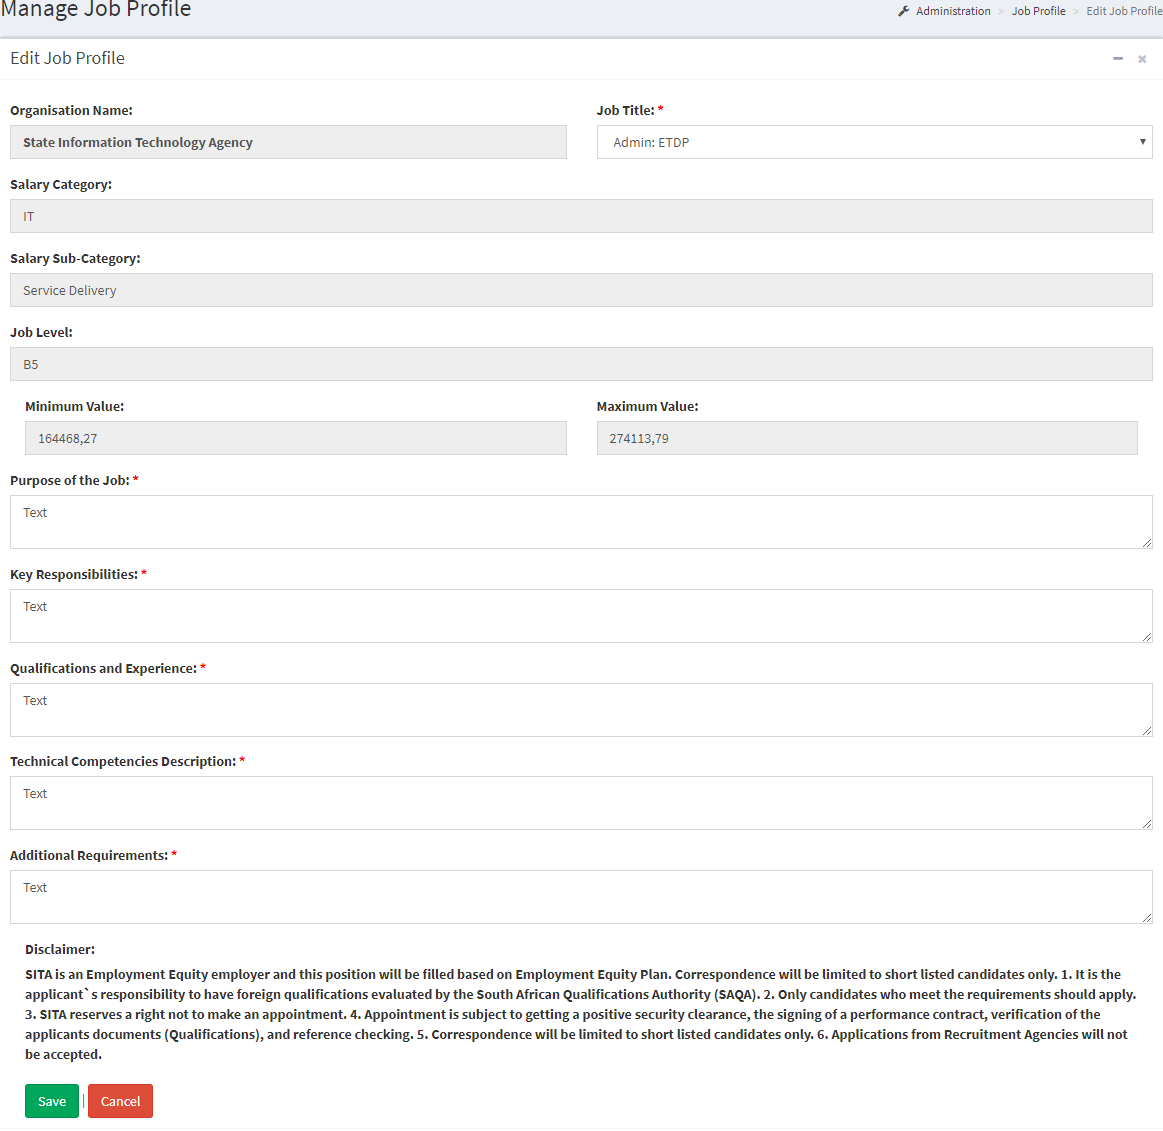 Manage Job Profile
Administration > Job Profile > Edit Job Profile
Edit Job Profile
Organisation Name:
Job Title: *
State Information Technology Agency
Admin: ETDP
Salary Category:
IT
Salary Sub-Category:
Service Delivery
Job Level:
B5
Minimum Value:
Maximum Value:
164468,27
274113,79
Purpose of the Job: *
Text
Key Responsibilities: *
Text
Qualifications and Experience: *
Text
Technical Competencies Description: *
Text
Additional Requirements: *
Text
Disclaimer:
SITA is an Employment Equity employer and this position will be filled based on Employment Equity Plan. Correspondence will be limited to short listed candidates only. 1. It is the
applicant`s responsibility to have foreign qualifications evaluated by the South African Qualifications Authority (SAQA). 2. Only candidates who meet the requirements should apply.
3. SITA reserves a right not to make an appointment. 4. Appointment is subject to getting a positive security clearance, the signing of a performance contract, verification of the
applicants documents (Qualifications), and reference checking. 5. Correspondence will be limited to short listed candidates only. 6. Applications from Recruitment Agencies will not
be accepted.
Save | Cancel